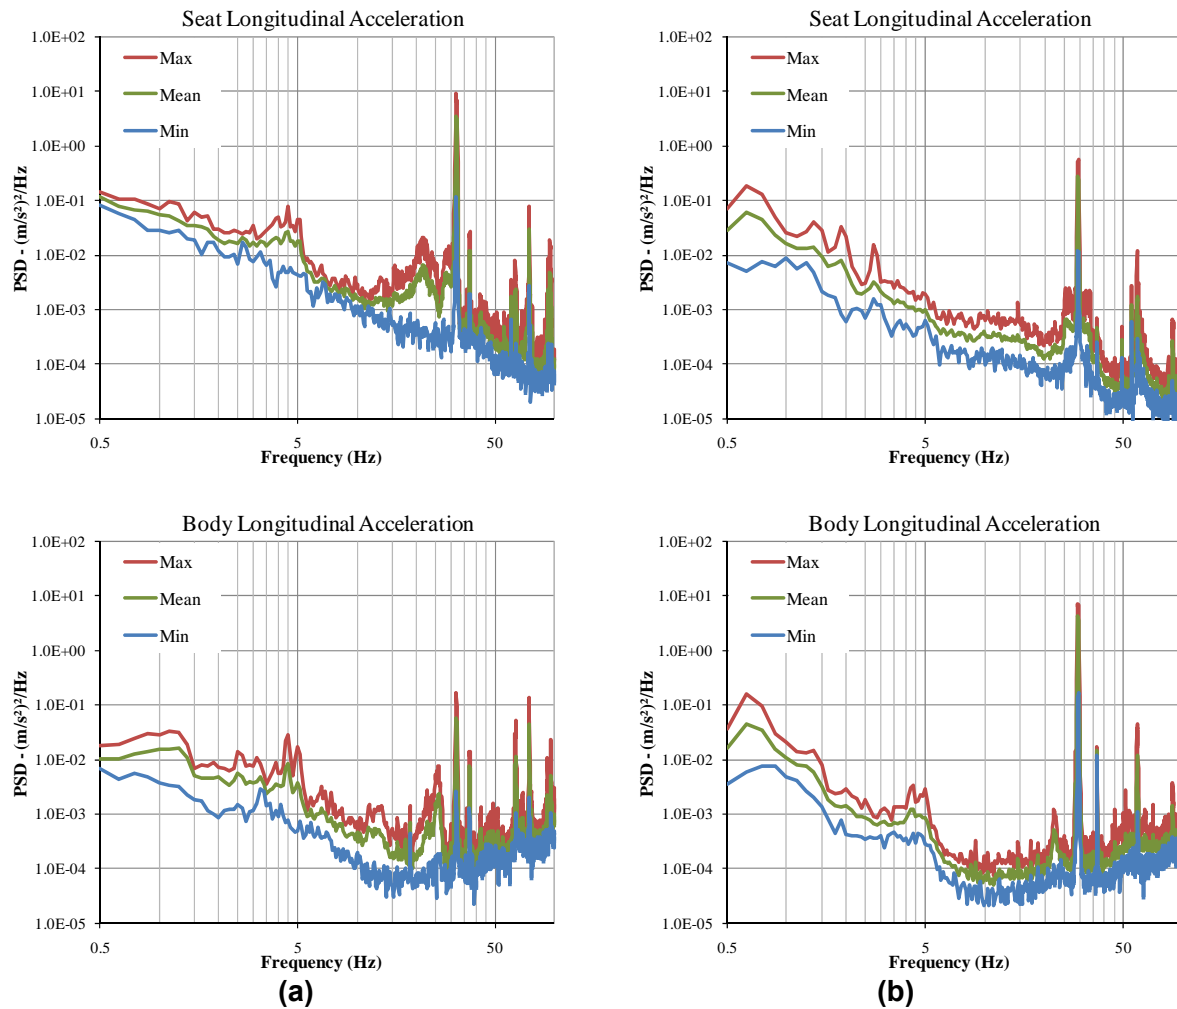 Seat Longitudinal Acceleration
PSD - (m/s²)²/Hz
1.0E+02
1.0E+01
1.0E+00
1.0E-01
1.0E-02
1.0E-03
1.0E-04
1.0E-05
Max
Mean
Min
0.5
5
50
Frequency (Hz)
Seat Longitudinal Acceleration
PSD - (m/s²)²/Hz
1.0E+02
1.0E+01
1.0E+00
1.0E-01
1.0E-02
1.0E-03
1.0E-04
1.0E-05
Max
Mean
Min
0.5
5
50
Frequency (Hz)
Body Longitudinal Acceleration
PSD - (m/s²)²/Hz
1.0E+02
1.0E+01
1.0E+00
1.0E-01
1.0E-02
1.0E-03
1.0E-04
1.0E-05
Max
Mean
Min
0.5
5
50
Frequency (Hz)
(a)
Body Longitudinal Acceleration
PSD - (m/s²)²/Hz
1.0E+02
1.0E+01
1.0E+00
1.0E-01
1.0E-02
1.0E-03
1.0E-04
1.0E-05
Max
Mean
Min
0.5
5
50
Frequency (Hz)
(b)